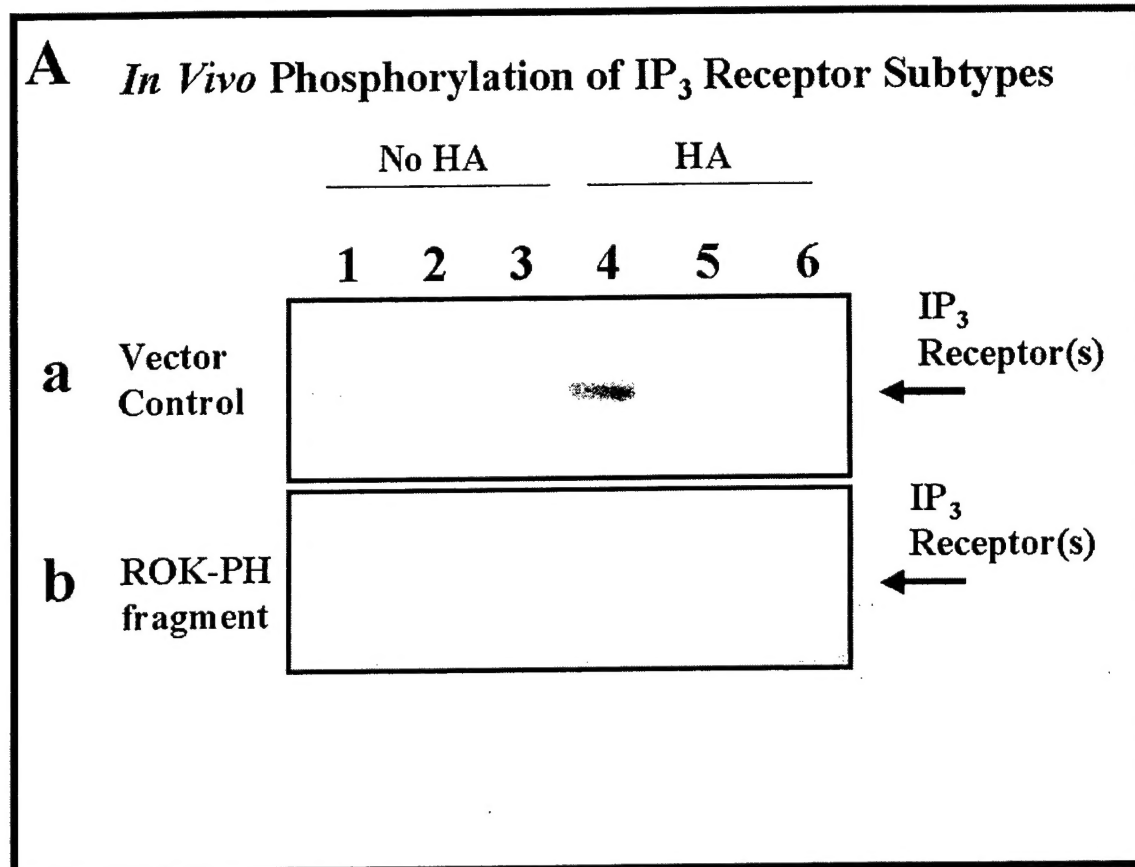 A In Vivo Phosphorylation of IP₃ Receptor Subtypes
No HA HA
1 2 3 4 5 6
a
Vector
Control
IP₃
Receptor(s)
b
ROK-PH
fragment
IP₃
Receptor(s)